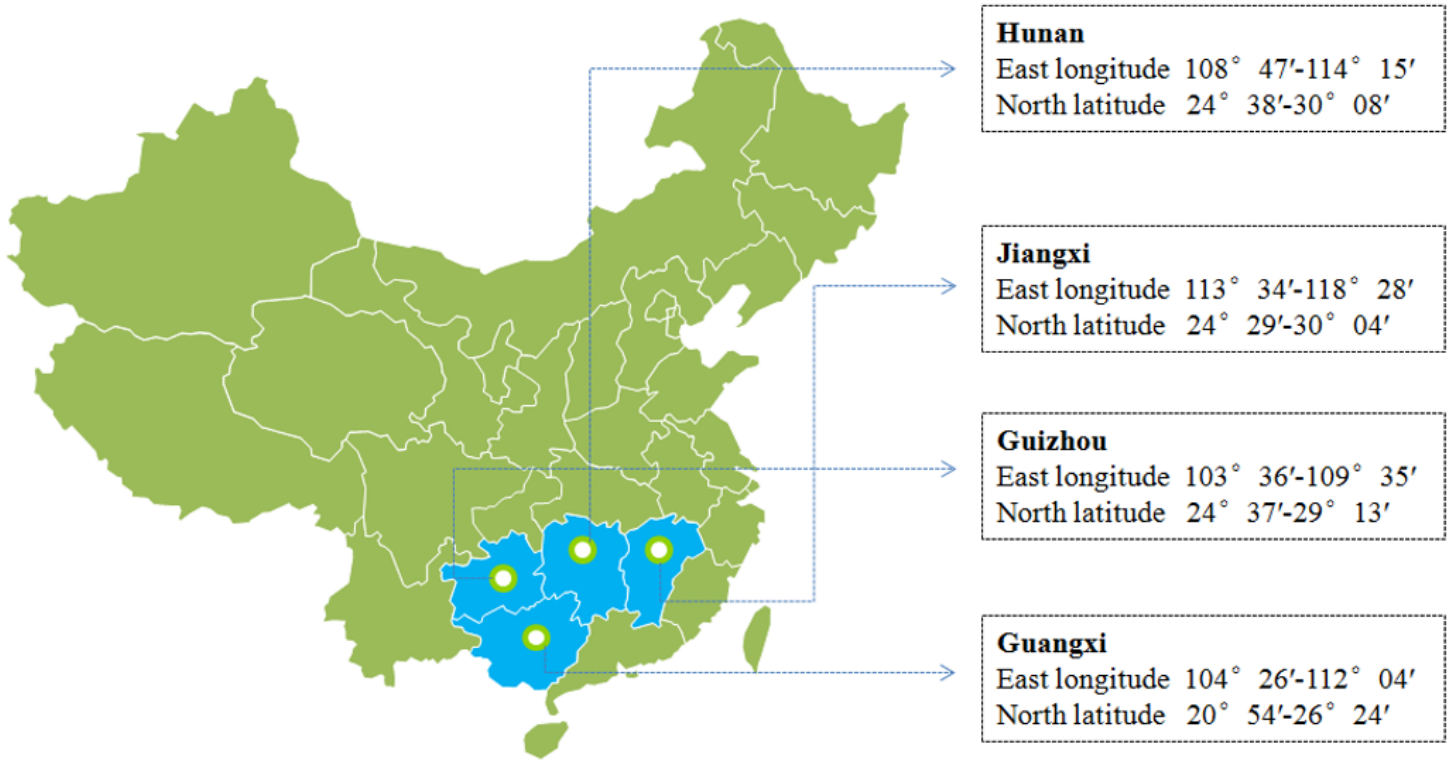 Hunan
East longitude 108° 47′-114° 15′
North latitude 24° 38′-30° 08′
Jiangxi
East longitude 113° 34′-118° 28′
North latitude 24° 29′-30° 04′
Guizhou
East longitude 103° 36′-109° 35′
North latitude 24° 37′-29° 13′
Guangxi
East longitude 104° 26′-112° 04′
North latitude 20° 54′-26° 24′